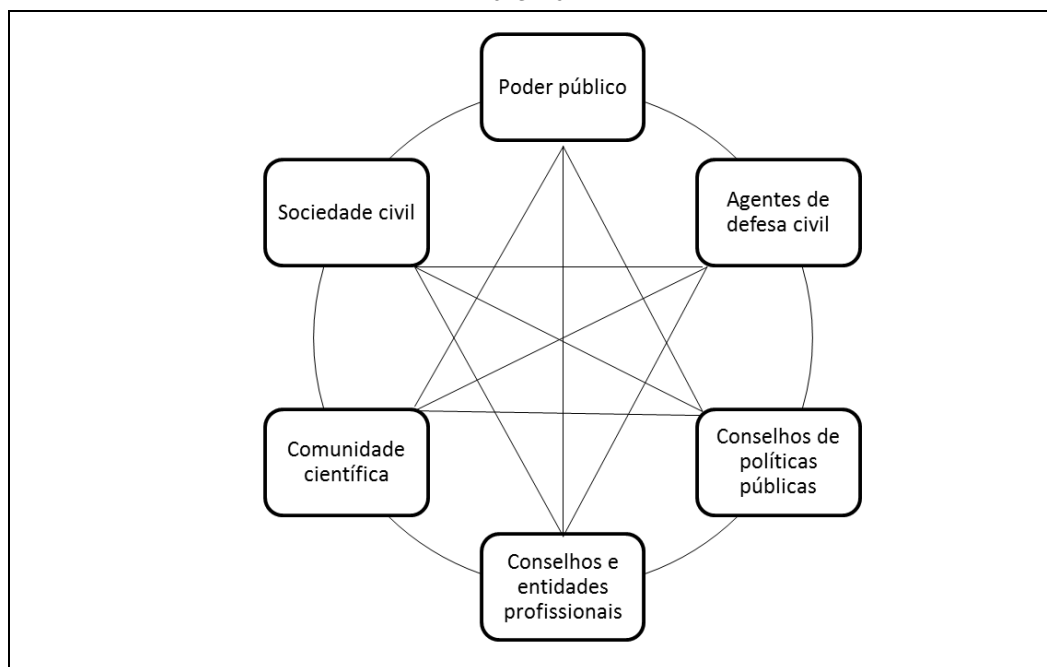 Poder público
Sociedade civil
Agentes de
defesa civil
Comunidade
científica
Conselhos de
políticas
públicas
Conselhos e
entidades
profissionais